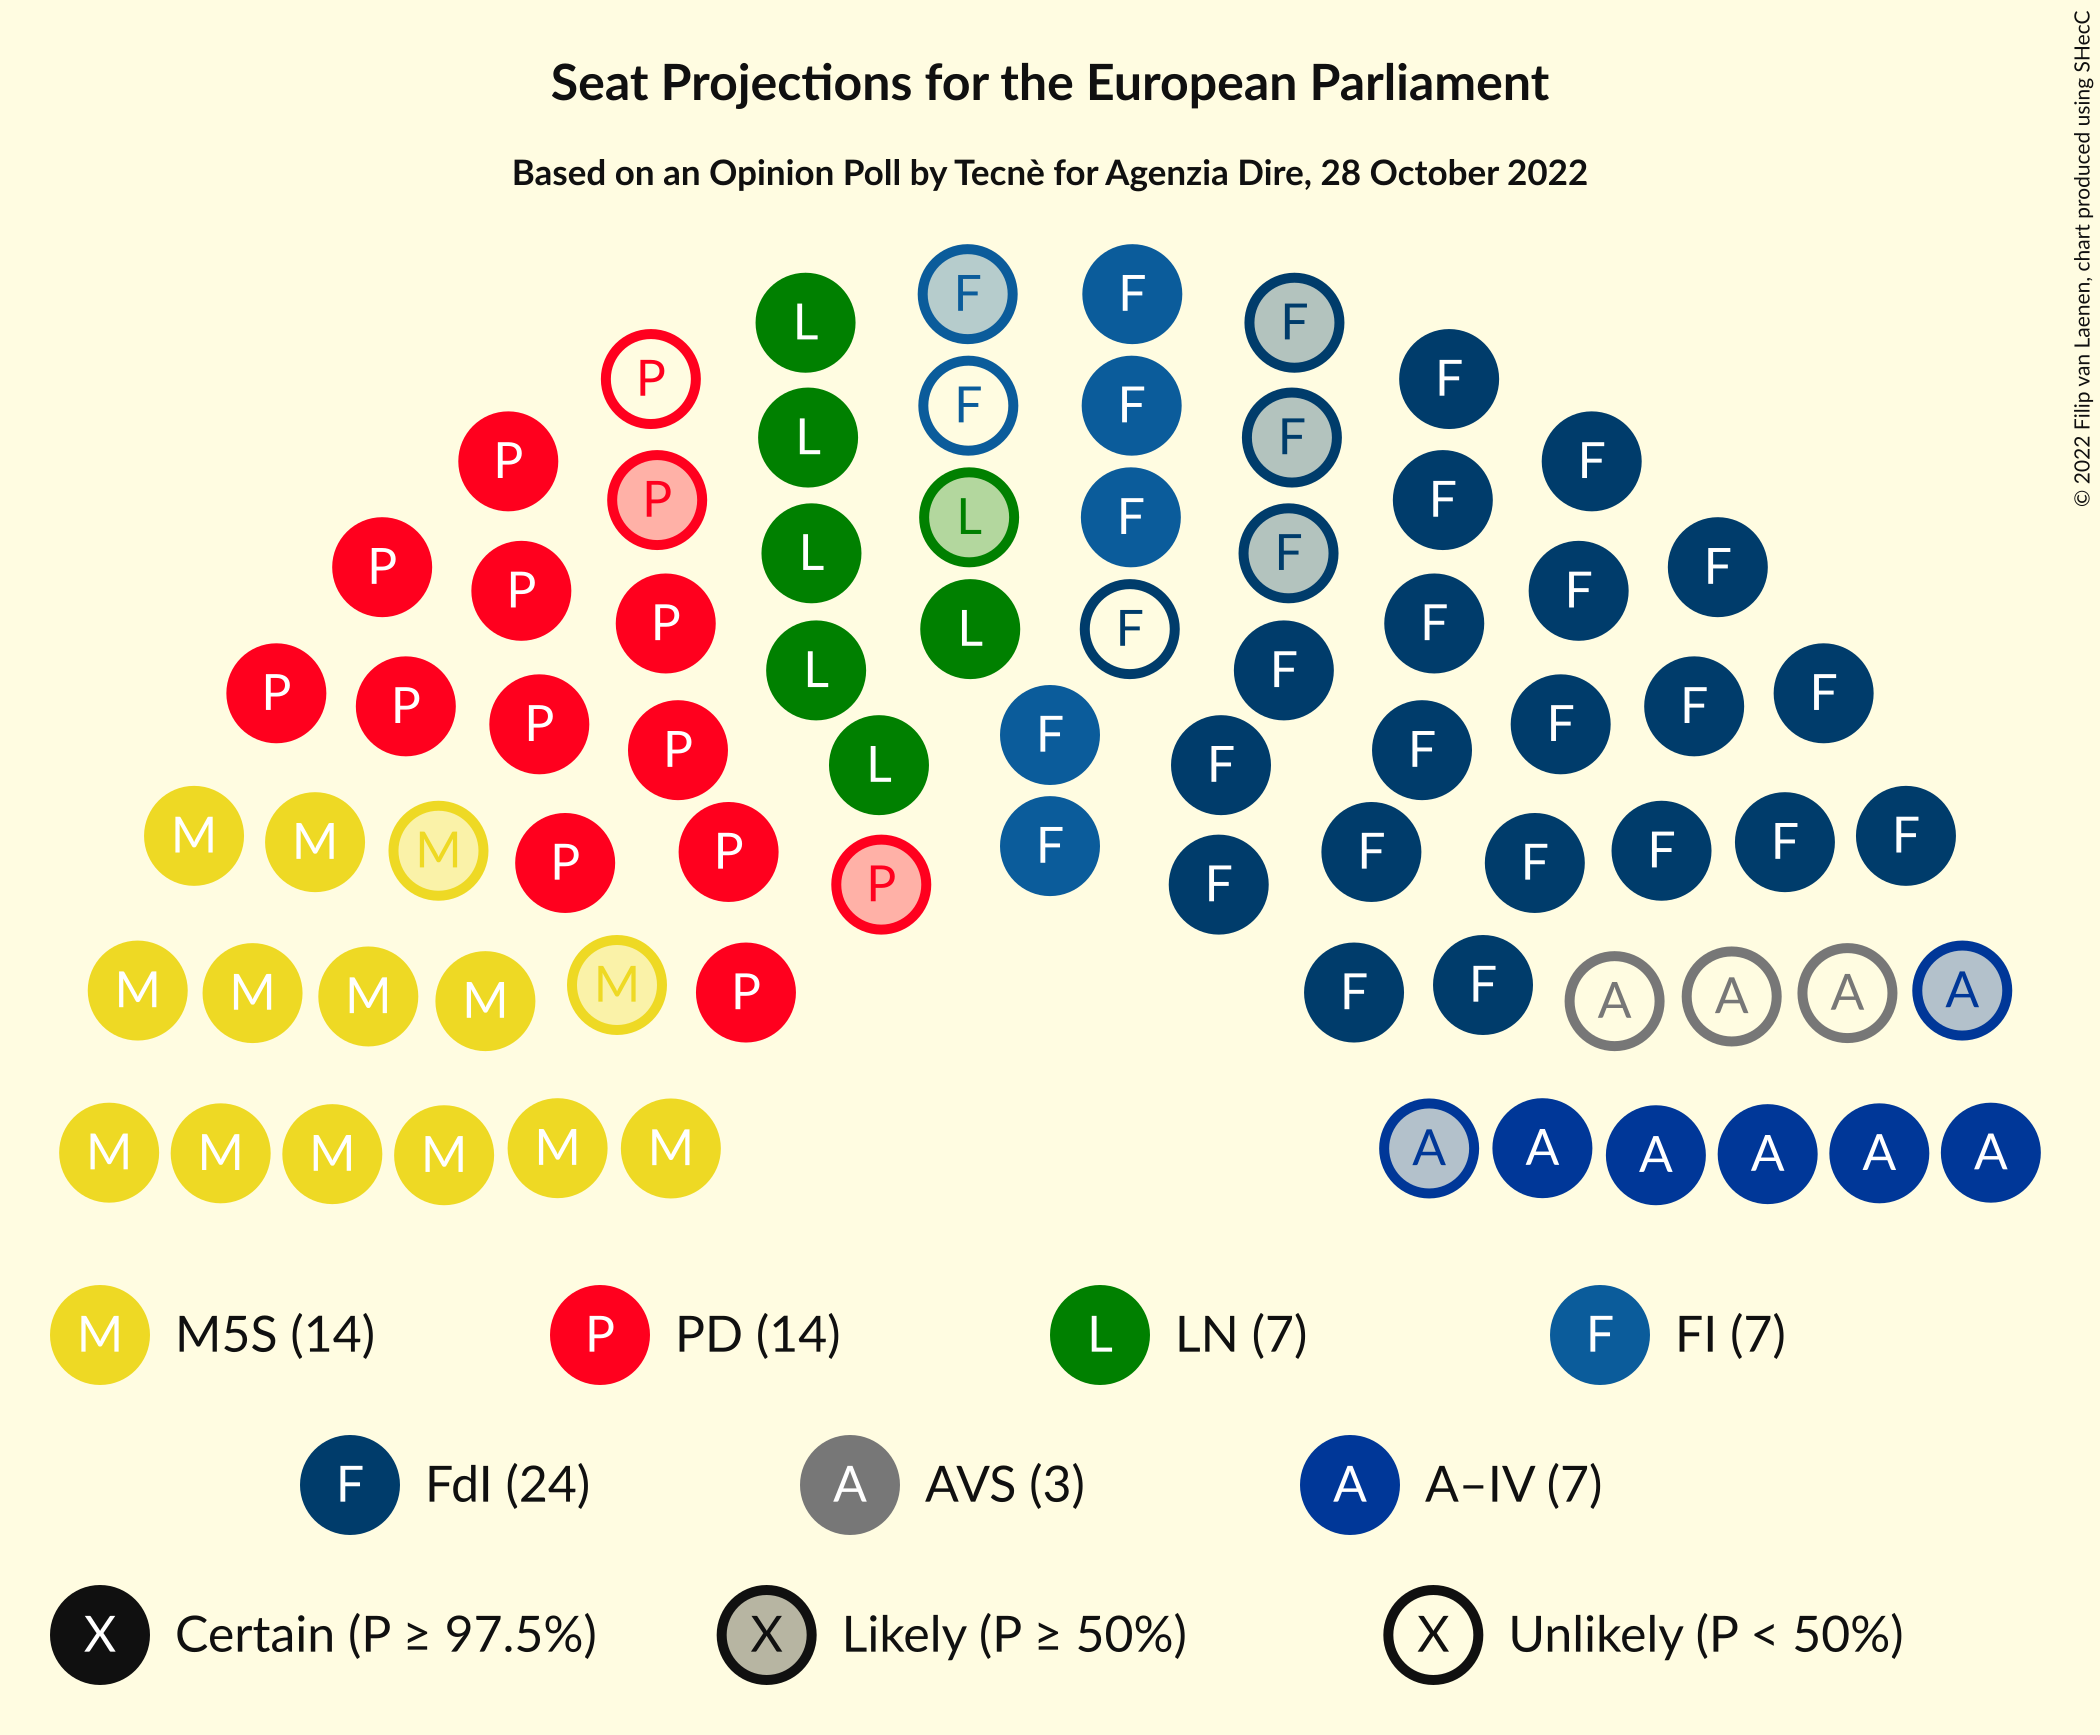 Seat Projections for the European Parliament
Based on an Opinion Poll by Tecnè for Agenzia Dire, 28 October 2022
© 2022 Filip van Laenen, chart produced using SHecC
L F F F
P F
L F F F
P F F
P L L F F F
P P F F
P P L L F F F F
P P P F F F
P P L F F F F
M M M P P P F F F F F F F
M M M M M P F F A A A A
M M M M M M A A A A A A
M M5S (14) P PD (14) L LN (7) F FI (7)
F FdI (24) A AVS (3) A A–IV (7)
X Certain (P ≥ 97.5%) X Likely (P ≥ 50%) X Unlikely (P < 50%)